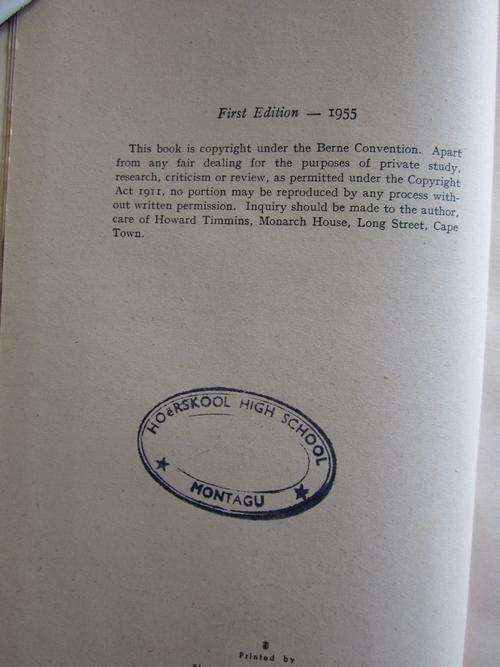 First Edition — 1955
This book is copyright under the Berne Convention. Apart
from any fair dealing for the purposes of private study,
research, criticism or review, as permitted under the Copyright
Act 1911, no portion may be reproduced by any process with-
out written permission. Inquiry should be made to the author,
care of Howard Timmins, Monarch House, Long Street, Cape
Town.
HOëRSKOOL HIGH SCHOOL
MONTAGU
Printed by